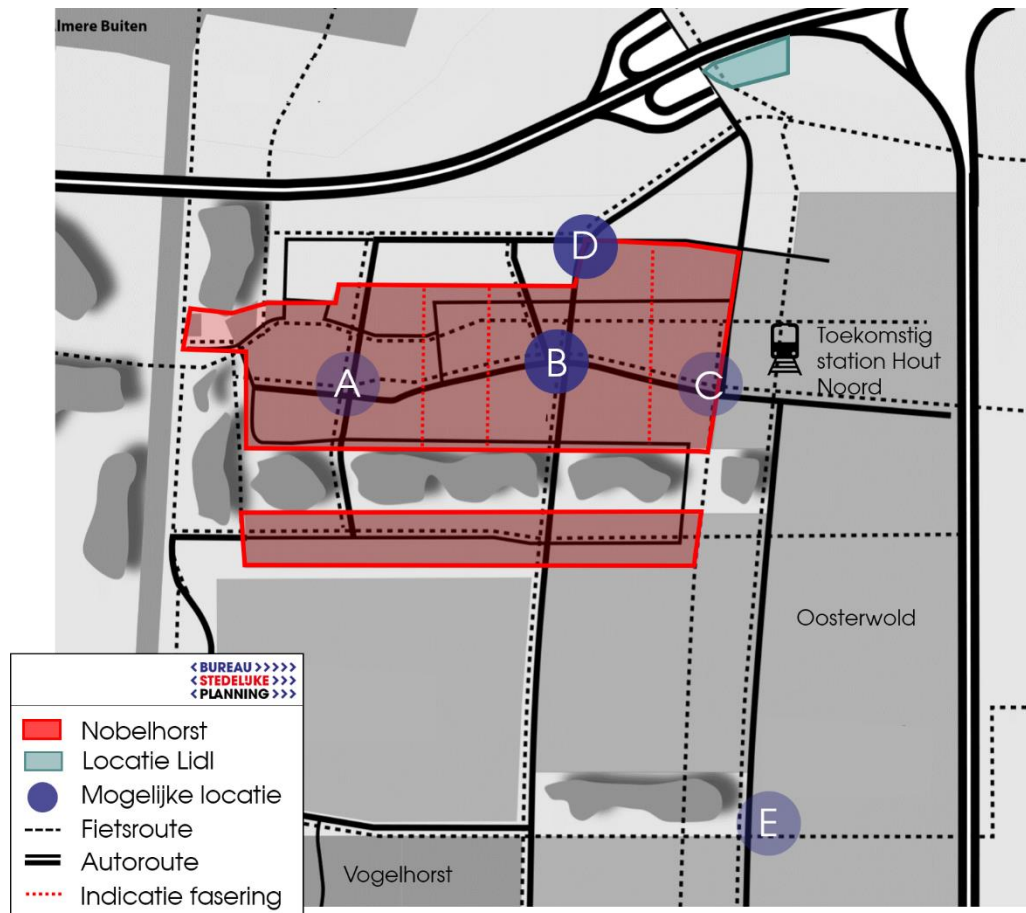 lmere Buiten
D
B
A
C
Toekomstig
station Hout
Noord
Oosterwold
E
Vogelhorst
<BUREAU >>>>>
<STEDELIJKE >>>>
<PLANNING >>>
Nobelhorst
Locatie Lidl
Mogelijke locatie
Fietsroute
Autoroute
Indicatie fasering